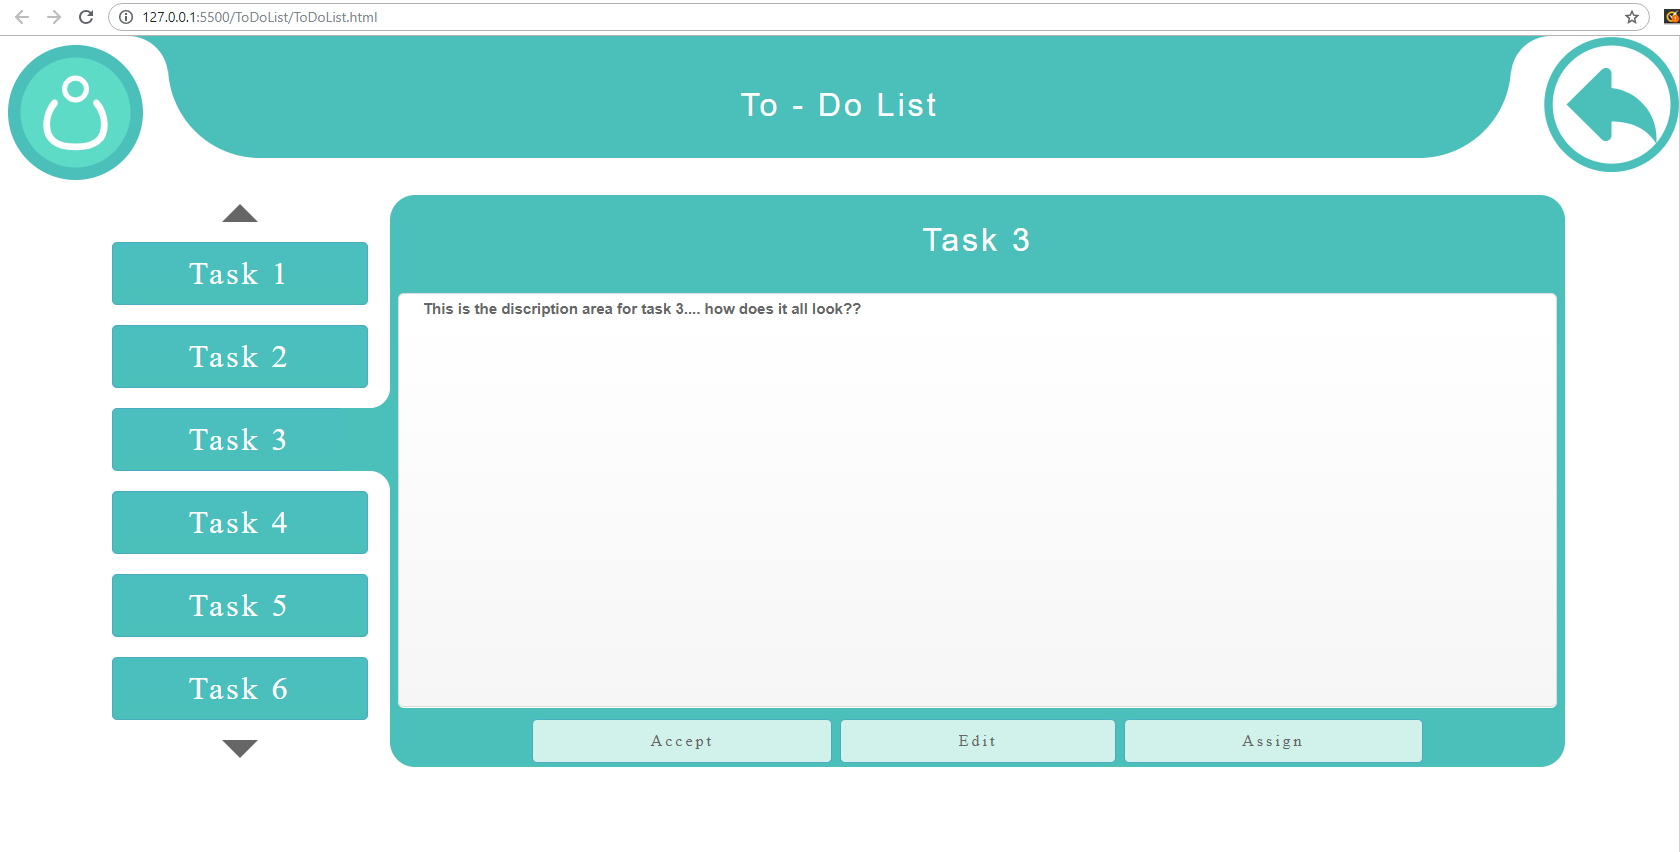 127.0.0.1:5500/ToDoList/ToDoList.html
To - Do List
Task 1
Task 2
Task 3
Task 4
Task 5
Task 6
Task 3
This is the discription area for task 3.... how does it all look??
Accept
Edit
Assign